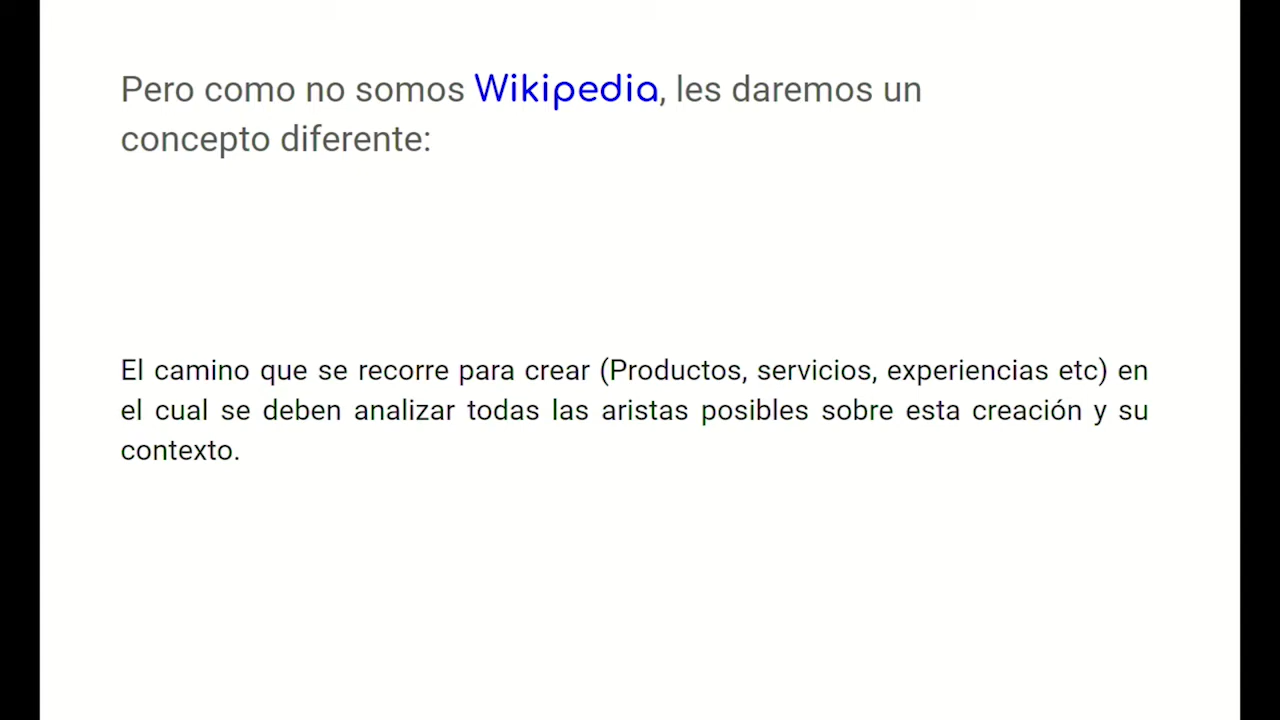 Pero como no somos Wikipedia, les daremos un
concepto diferente:
El camino que se recorre para crear (Productos, servicios, experiencias etc) en
el cual se deben analizar todas las aristas posibles sobre esta creación y su
contexto.